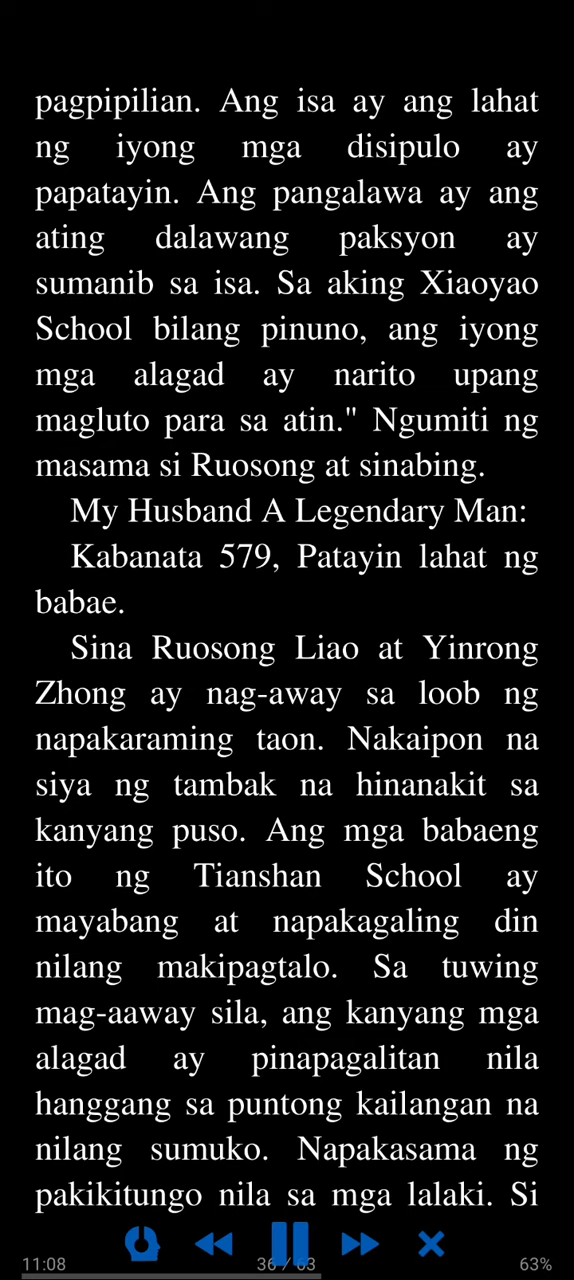 pagpipilian. Ang isa ay ang lahat
ng iyong mga disipulo ay
papatayin. Ang pangalawa ay ang
ating dalawang paksyon ay
sumanib sa isa. Sa aking Xiaoyao
School bilang pinuno, ang iyong
mga alagad ay narito upang
magluto para sa atin." Ngumiti ng
masama si Ruosong at sinabing.
My Husband A Legendary Man:
Kabanata 579, Patayin lahat ng
babae.
Sina Ruosong Liao at Yinrong
Zhong ay nag-away sa loob ng
napakaraming taon. Nakaipon na
siya ng tambak na hinanakit sa
kanyang puso. Ang mga babaeng
ito ng Tianshan School ay
mayabang at napakagaling din
nilang makipagtalo. Sa tuwing
mag-aaway sila, ang kanyang mga
alagad ay pinapagalitan nila
hanggang sa puntong kailangan na
nilang sumuko. Napakasama ng
pakikitungo nila sa mga lalaki. Si
11:08 36 / 63 63%